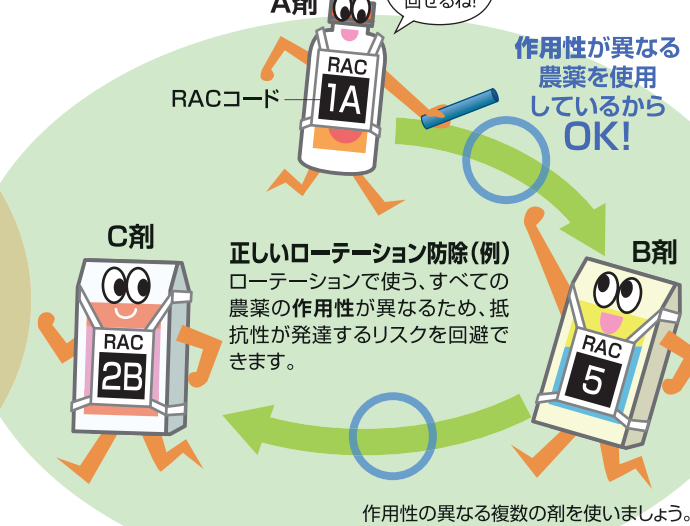 A剤
回せるね!
RAC
1A
RACコード
作用性が異なる
農薬を使用
しているから
OK!
C剤
RAC
2B
正しいローテーション防除（例）
ローテーションで使う、すべての
農薬の作用性が異なるため、抵
抗性が発達するリスクを回避で
きます。
B剤
RAC
5
作用性の異なる複数の剤を使いましょう。